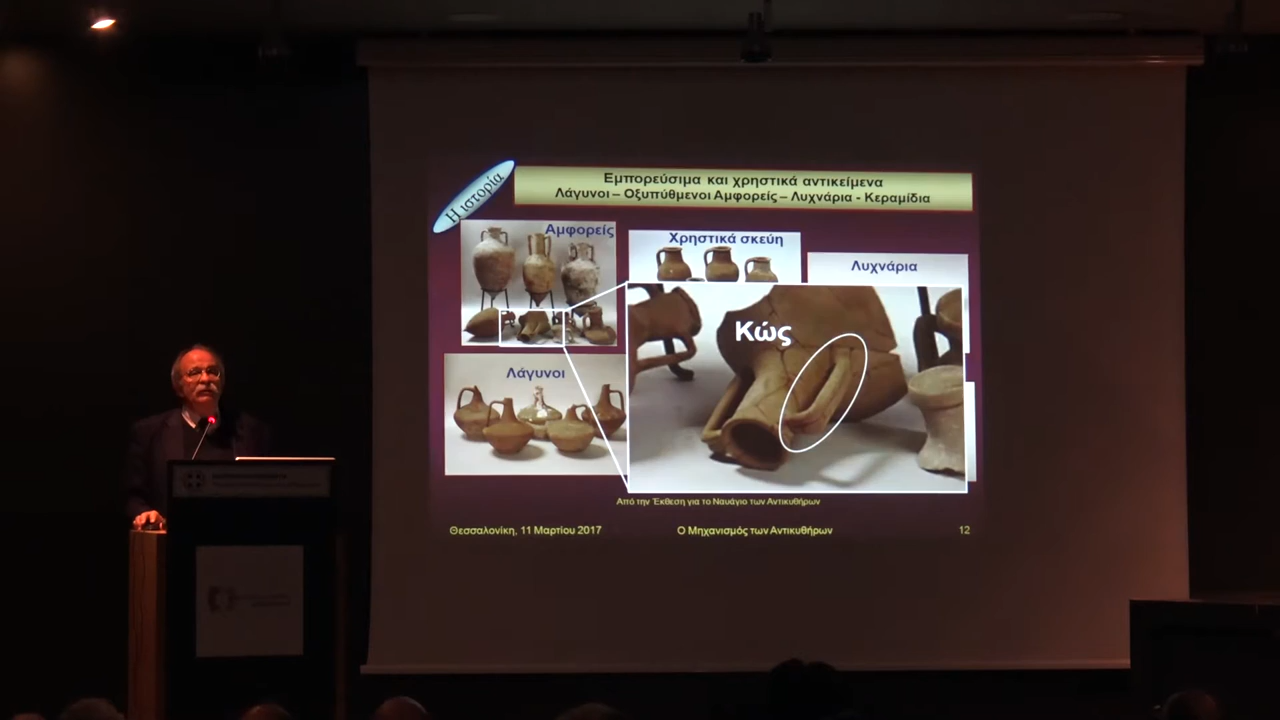 Η ιστορία
Εμπορεύσιμα και χρηστικά αντικείμενα
Λάγυνοι – Οξυπύθμενοι Αμφορείς – Λυχνάρια - Κεραμίδια
Αμφορείς
Χρηστικά σκεύη
Λυχνάρια
Κώς
Λάγυνοι
Από την Έκθεση για το Ναυάγιο των Αντικυθήρων
Θεσσαλονίκη, 11 Μαρτίου 2017
Ο Μηχανισμός των Αντικυθήρων
12